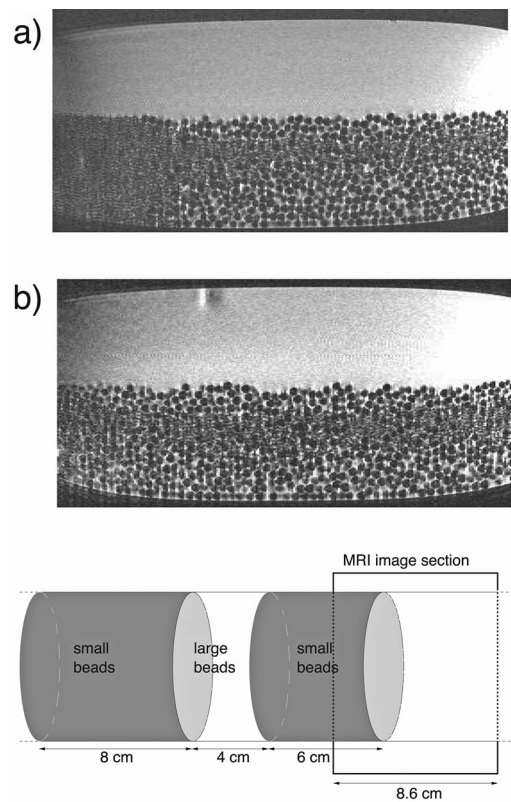 a)
b)
MRI image section
small
beads
large
beads
small
beads
8 cm
4 cm
6 cm
8.6 cm